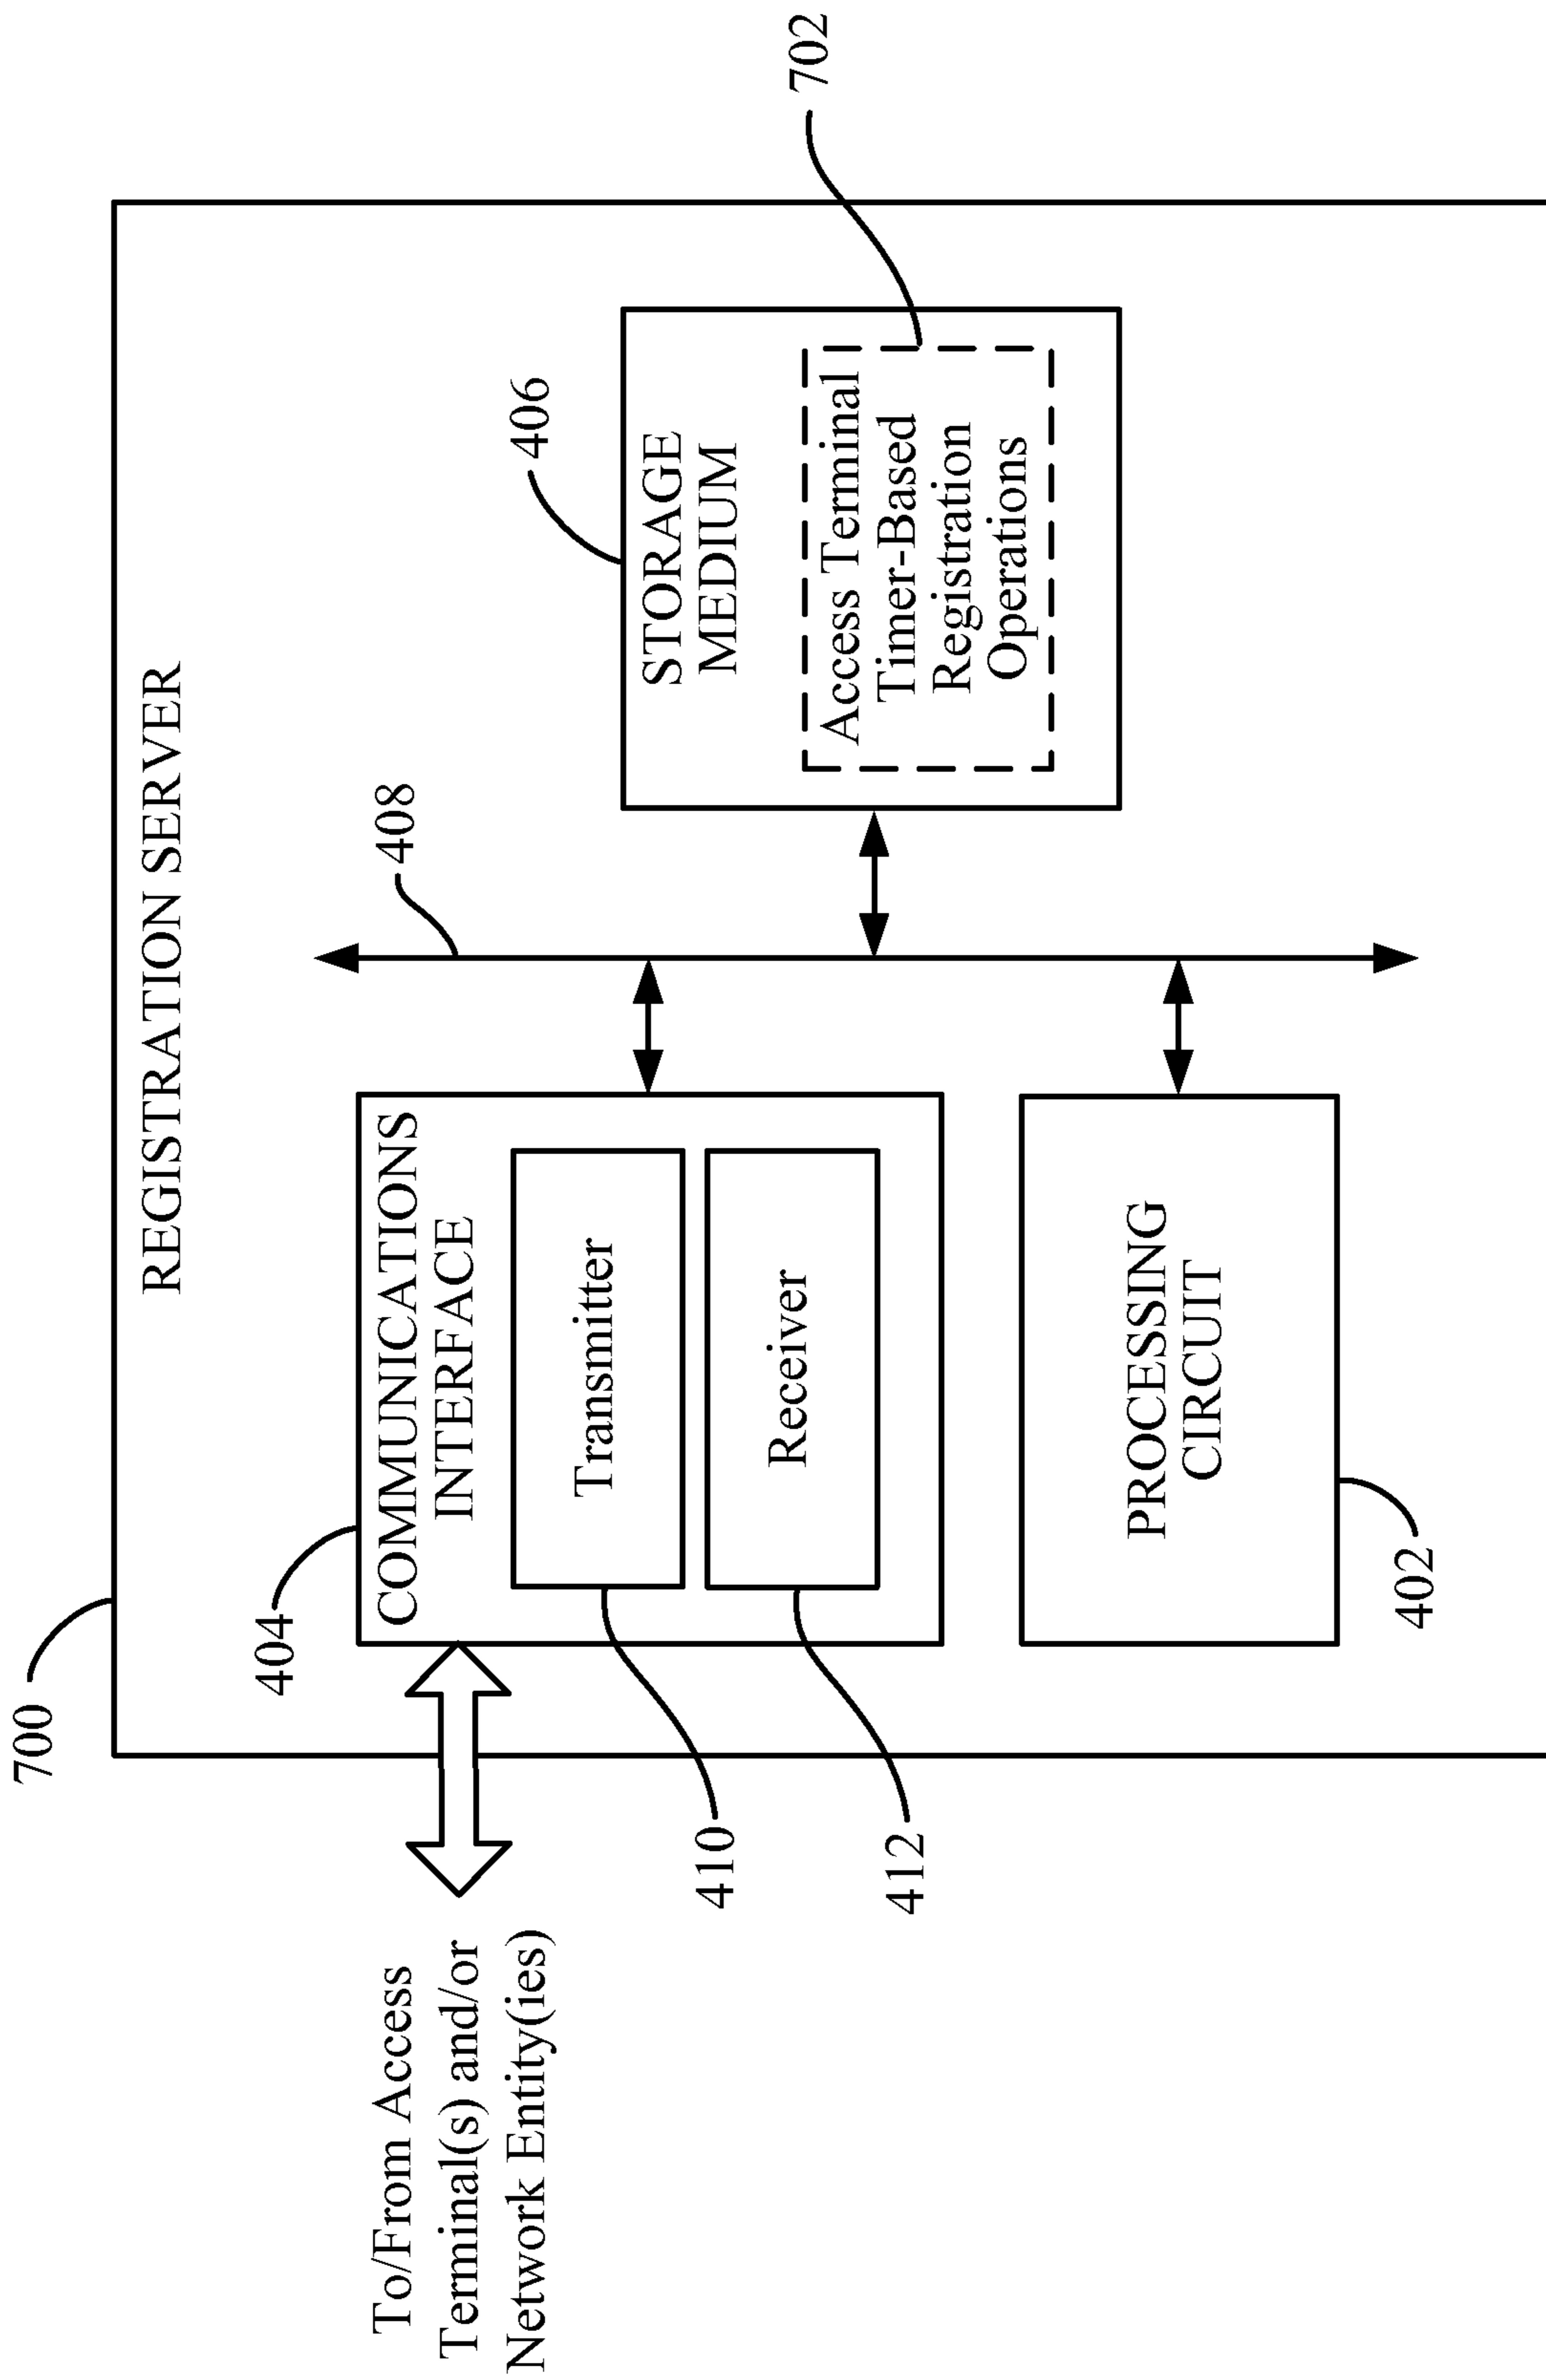 700
REGISTRATION SERVER
404
COMMUNICATIONS
INTERFACE
Transmitter
Receiver
To/From Access
Terminal(s) and/or
Network Entity(ies)
410
412
408
406
STORAGE
MEDIUM
Access Terminal
Timer-Based
Registration
Operations
702
PROCESSING
CIRCUIT
402